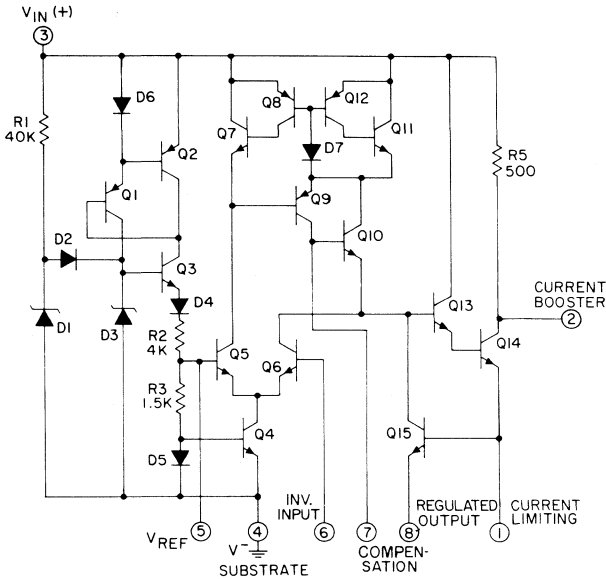 VIN (+)
3
D6
Q8
Q12
R1
40K
Q7
Q11
Q2
D7
R5
500
Q1
Q9
Q10
D2
Q3
CURRENT
BOOSTER
D4
Q13
2
D1
D3
R2
4K
Q5
Q6
Q14
R3
1.5K
Q4
Q15
D5
INV.
INPUT
REGULATED
OUTPUT
CURRENT
LIMITING
VREF
5
4
6
7
8
1
V-
SUBSTRATE
COMPEN-
SATION